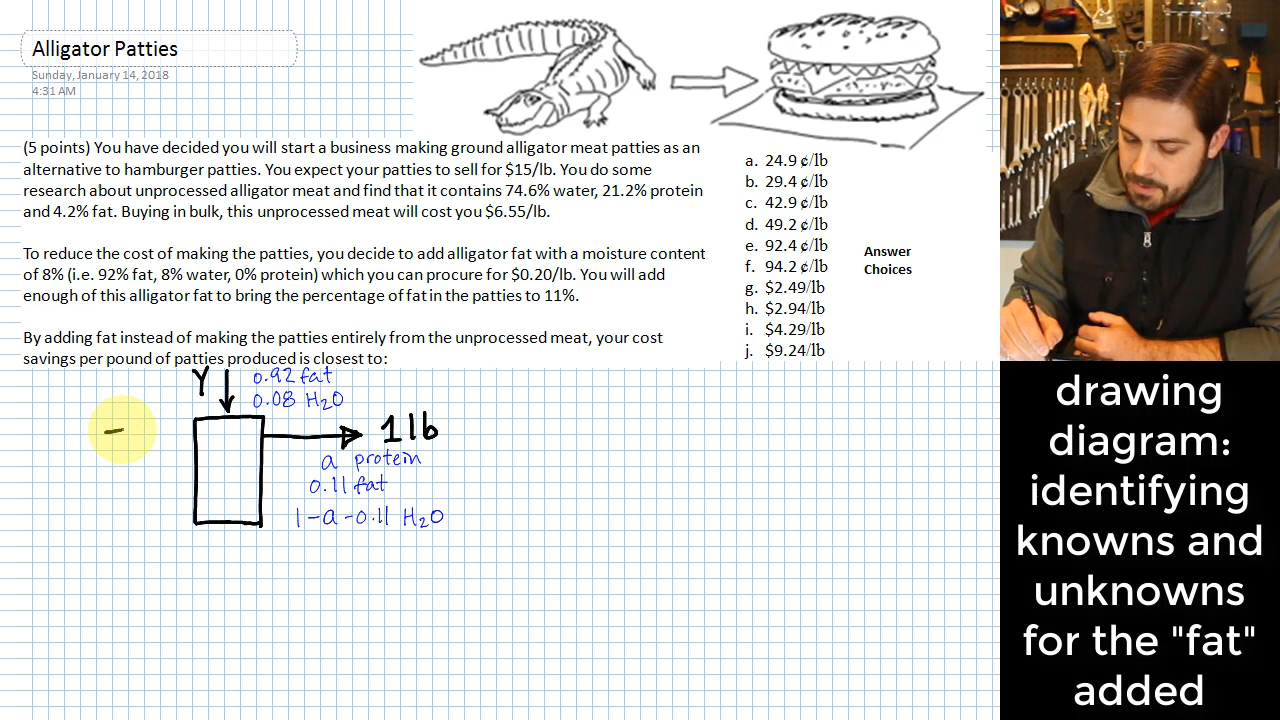 Alligator Patties
Sunday, January 14, 2018
4:31 AM
(5 points) You have decided you will start a business making ground alligator meat patties as an
alternative to hamburger patties. You expect your patties to sell for $15/lb. You do some
research about unprocessed alligator meat and find that it contains 74.6% water, 21.2% protein
and 4.2% fat. Buying in bulk, this unprocessed meat will cost you $6.55/lb.
To reduce the cost of making the patties, you decide to add alligator fat with a moisture content
of 8% (i.e. 92% fat, 8% water, 0% protein) which you can procure for $0.20/lb. You will add
enough of this alligator fat to bring the percentage of fat in the patties to 11%.
By adding fat instead of making the patties entirely from the unprocessed meat, your cost
savings per pound of patties produced is closest to:
a. 24.9 ¢/lb
b. 29.4 ¢/lb
c. 42.9 ¢/lb
d. 49.2 ¢/lb
e. 92.4 ¢/lb
f. 94.2 ¢/lb
g. $2.49/lb
h. $2.94/lb
i. $4.29/lb
j. $9.24/lb
Answer
Choices
Y
0.92 fat
0.08 H₂O
1 lb
a protein
0.11 fat
1-a-0.11 H₂O
drawing
diagram:
identifying
knowns and
unknowns
for the "fat"
added